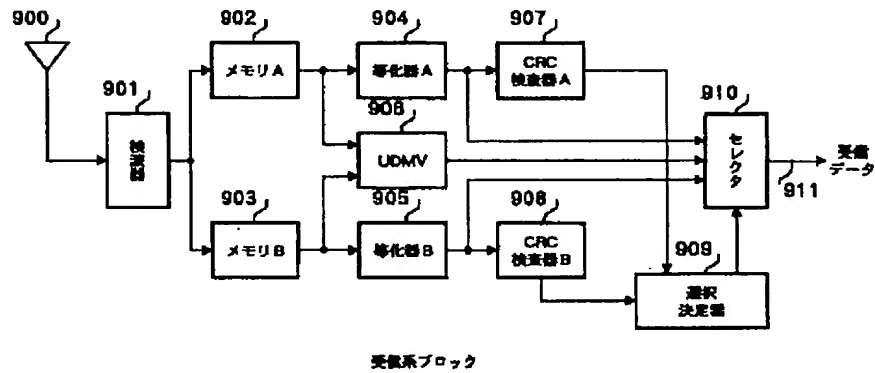 900
902
904
907
メモリA
等化器A
CRC
検査器A
901
906
910
UDMV
セレクタ
受信
データ
911
903
905
908
メモリB
等化器B
CRC
検査器B
909
選択
決定器
受信系ブロック